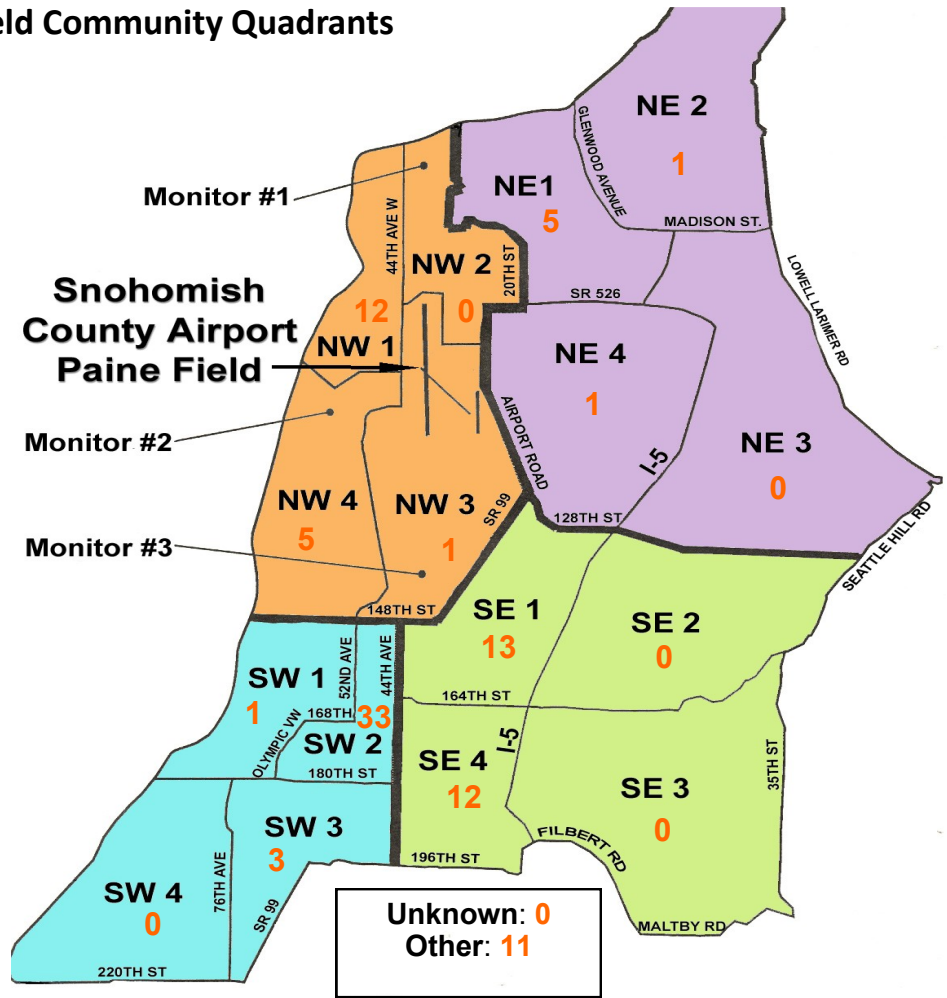 eld Community Quadrants
NE 2
1
GLENWOOD AVENUE
NE1
5
MADISON ST.
Monitor #1
44TH AVE W
NW 2
0
20TH ST
LOWELL LARIMER RD
SR 526
Snohomish
County Airport
Paine Field
12
NW 1
NE 4
1
AIRPORT ROAD
I-5
NE 3
0
Monitor #2
NW 4
5
NW 3
1
SR 99
128TH ST
SEATTLE HILL RD
Monitor #3
148TH ST
SE 1
13
SE 2
0
SW 1
1
52ND AVE
44TH AVE
168TH
33
OLYMPIC VW
SW 2
180TH ST
164TH ST
I-5
SE 4
12
SE 3
0
35TH ST
SW 3
3
76TH AVE
SR 99
SW 4
0
220TH ST
196TH ST
FILBERT RD
MALTBY RD
Unknown: 0
Other: 11